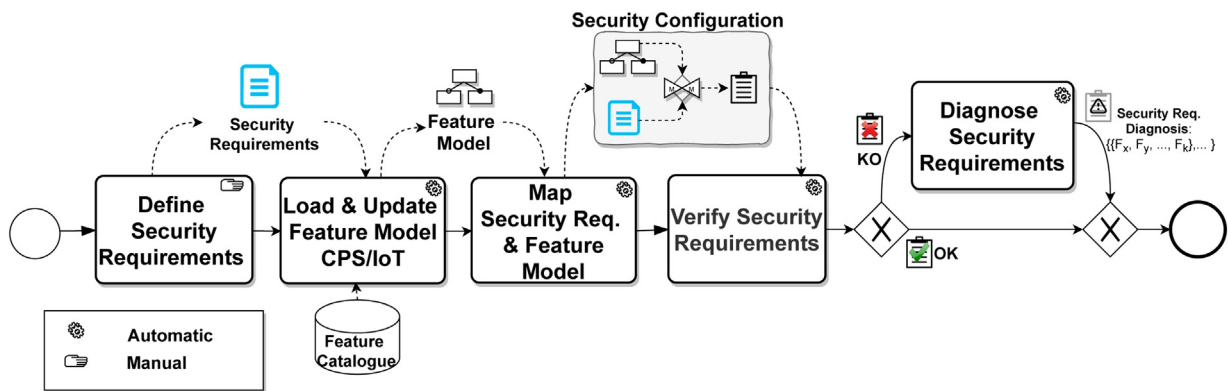 Security Configuration
M M
Security
Requirements
Feature
Model
KO
Diagnose
Security
Requirements
Security Req.
Diagnosis:
{{Fx, Fy, ..., Fk},... }
Define
Security
Requirements
Load & Update
Feature Model
CPS/IoT
Map
Security Req.
& Feature
Model
Verify Security
Requirements
X
OK
X
Automatic
Manual
Feature
Catalogue